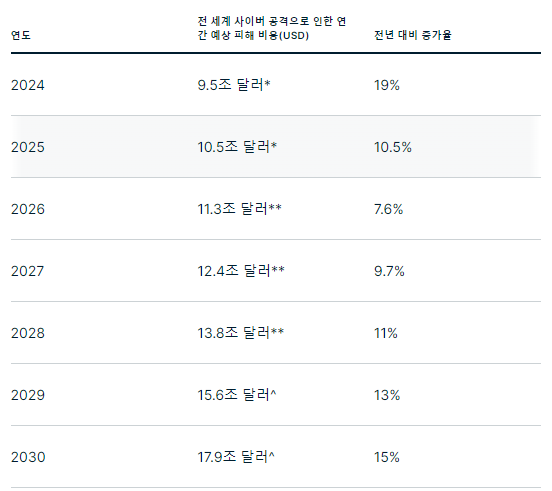 연도
전 세계 사이버 공격으로 인한 연
간 예상 피해 비용(USD)
전년 대비 증가율
2024 9.5조 달러* 19%
2025 10.5조 달러* 10.5%
2026 11.3조 달러** 7.6%
2027 12.4조 달러** 9.7%
2028 13.8조 달러** 11%
2029 15.6조 달러^ 13%
2030 17.9조 달러^ 15%